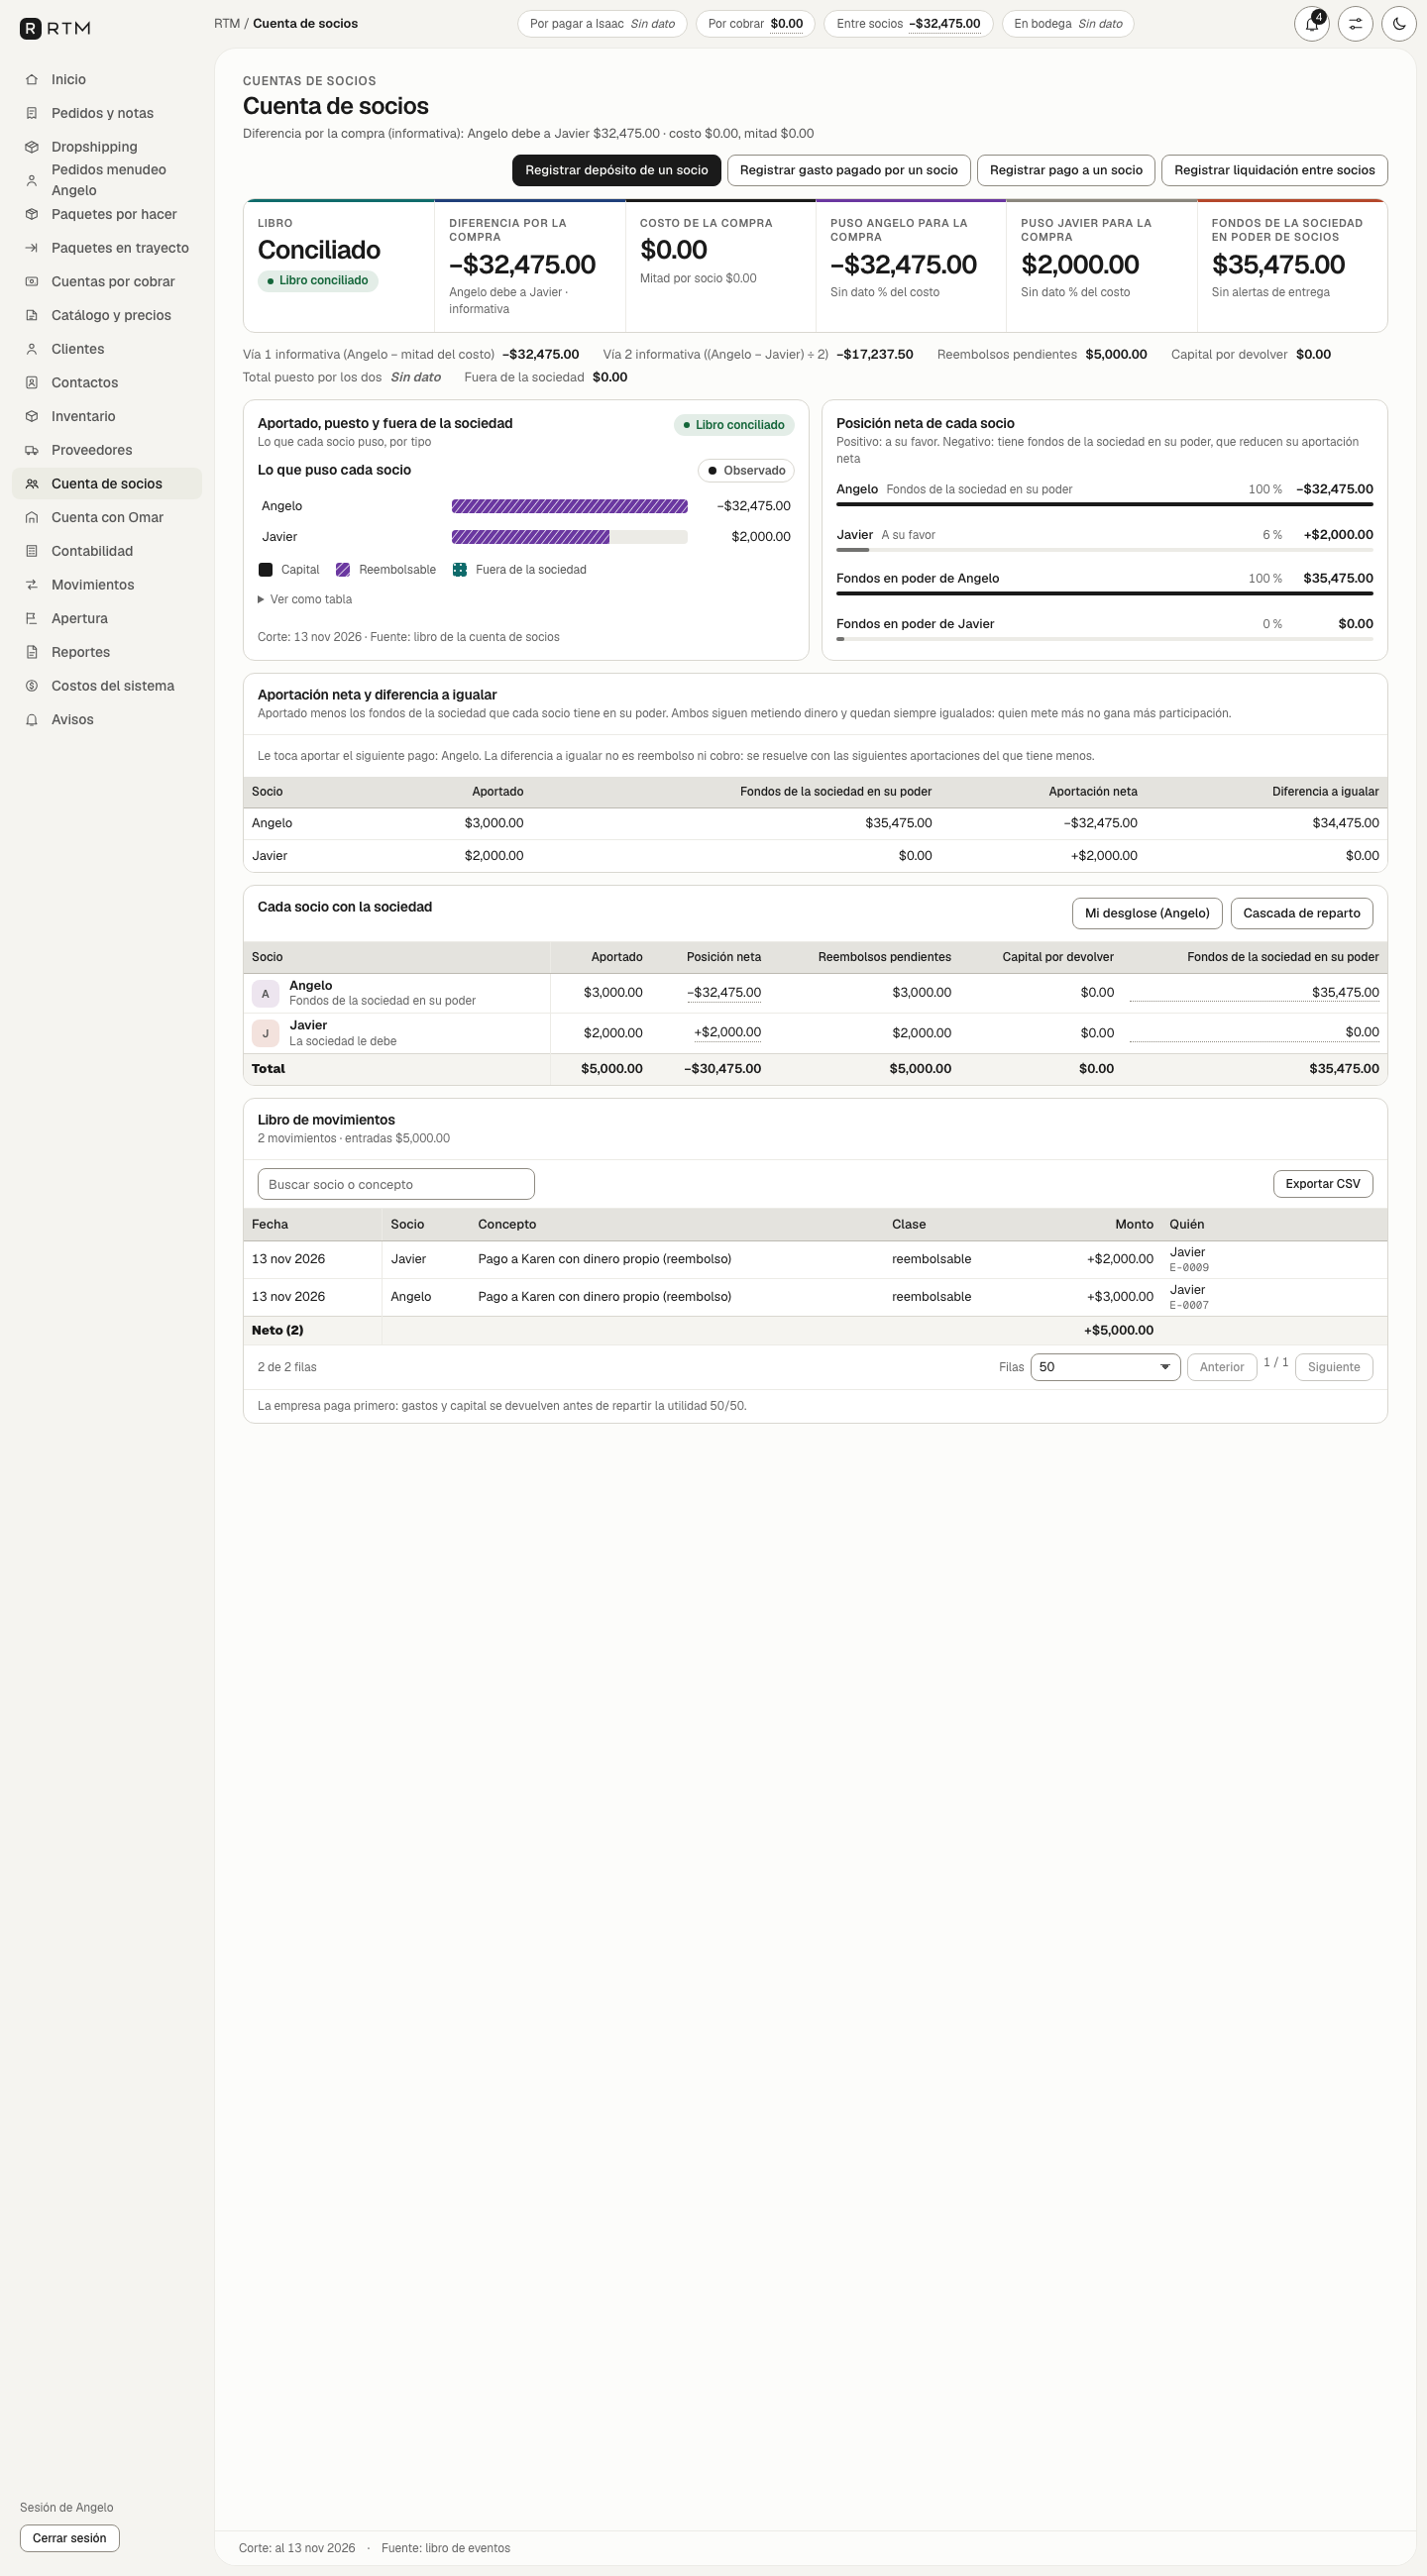 R RTM
RTM / Cuenta de socios
Por pagar a Isaac Sin dato
Por cobrar $0.00
Entre socios −$32,475.00
En bodega Sin dato
4
Inicio
Pedidos y notas
Dropshipping
Pedidos menudeo
Angelo
Paquetes por hacer
Paquetes en trayecto
Cuentas por cobrar
Catálogo y precios
Clientes
Contactos
Inventario
Proveedores
Cuenta de socios
Cuenta con Omar
Contabilidad
Movimientos
Apertura
Reportes
Costos del sistema
Avisos
Sesión de Angelo
Cerrar sesión
CUENTAS DE SOCIOS
Cuenta de socios
Diferencia por la compra (informativa): Angelo debe a Javier $32,475.00 · costo $0.00, mitad $0.00
Registrar depósito de un socio
Registrar gasto pagado por un socio
Registrar pago a un socio
Registrar liquidación entre socios
LIBRO
Conciliado
Libro conciliado
DIFERENCIA POR LA
COMPRA
−$32,475.00
Angelo debe a Javier ·
informativa
COSTO DE LA COMPRA
$0.00
Mitad por socio $0.00
PUSO ANGELO PARA LA
COMPRA
−$32,475.00
Sin dato % del costo
PUSO JAVIER PARA LA
COMPRA
$2,000.00
Sin dato % del costo
FONDOS DE LA SOCIEDAD
EN PODER DE SOCIOS
$35,475.00
Sin alertas de entrega
Vía 1 informativa (Angelo − mitad del costo) −$32,475.00 Vía 2 informativa ((Angelo − Javier) ÷ 2) −$17,237.50 Reembolsos pendientes $5,000.00 Capital por devolver $0.00
Total puesto por los dos Sin dato Fuera de la sociedad $0.00
Aportado, puesto y fuera de la sociedad
Libro conciliado
Lo que cada socio puso, por tipo
Lo que puso cada socio
Observado
Angelo −$32,475.00
Javier $2,000.00
Capital Reembolsable Fuera de la sociedad
Ver como tabla
Corte: 13 nov 2026 · Fuente: libro de la cuenta de socios
Posición neta de cada socio
Positivo: a su favor. Negativo: tiene fondos de la sociedad en su poder, que reducen su aportación
neta
Angelo Fondos de la sociedad en su poder 100 % −$32,475.00
Javier A su favor 6 % +$2,000.00
Fondos en poder de Angelo 100 % $35,475.00
Fondos en poder de Javier 0 % $0.00
Aportación neta y diferencia a igualar
Aportado menos los fondos de la sociedad que cada socio tiene en su poder. Ambos siguen metiendo dinero y quedan siempre igualados: quien mete más no gana más participación.
Le toca aportar el siguiente pago: Angelo. La diferencia a igualar no es reembolso ni cobro: se resuelve con las siguientes aportaciones del que tiene menos.
Socio Aportado Fondos de la sociedad en su poder Aportación neta Diferencia a igualar
Angelo $3,000.00 $35,475.00 −$32,475.00 $34,475.00
Javier $2,000.00 $0.00 +$2,000.00 $0.00
Cada socio con la sociedad
Mi desglose (Angelo)
Cascada de reparto
Socio Aportado Posición neta Reembolsos pendientes Capital por devolver Fondos de la sociedad en su poder
A Angelo $3,000.00 −$32,475.00 $3,000.00 $0.00 $35,475.00
Fondos de la sociedad en su poder
J Javier $2,000.00 +$2,000.00 $2,000.00 $0.00 $0.00
La sociedad le debe
Total $5,000.00 −$30,475.00 $5,000.00 $0.00 $35,475.00
Libro de movimientos
2 movimientos · entradas $5,000.00
Buscar socio o concepto
Exportar CSV
Fecha Socio Concepto Clase Monto Quién
13 nov 2026 Javier Pago a Karen con dinero propio (reembolso) reembolsable +$2,000.00 Javier
E-0009
13 nov 2026 Angelo Pago a Karen con dinero propio (reembolso) reembolsable +$3,000.00 Javier
E-0007
Neto (2) +$5,000.00
2 de 2 filas
Filas 50 Anterior 1 / 1 Siguiente
La empresa paga primero: gastos y capital se devuelven antes de repartir la utilidad 50/50.
Corte: al 13 nov 2026 · Fuente: libro de eventos